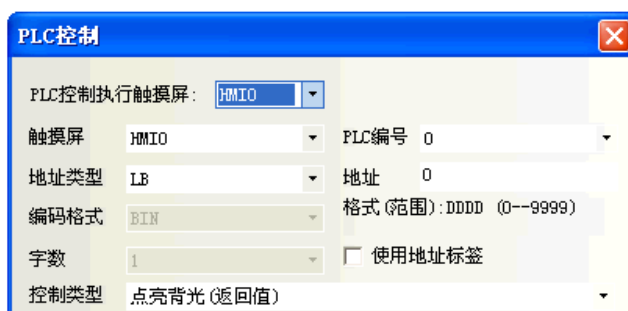 PLC控制
PLC控制执行触摸屏: HMI0
触摸屏 HMI0 PLC编号 0
地址类型 LB 地址 0
编码格式 BIN 格式(范围):DDDD (0--9999)
字数 1 使用地址标签
控制类型 点亮背光(返回值)